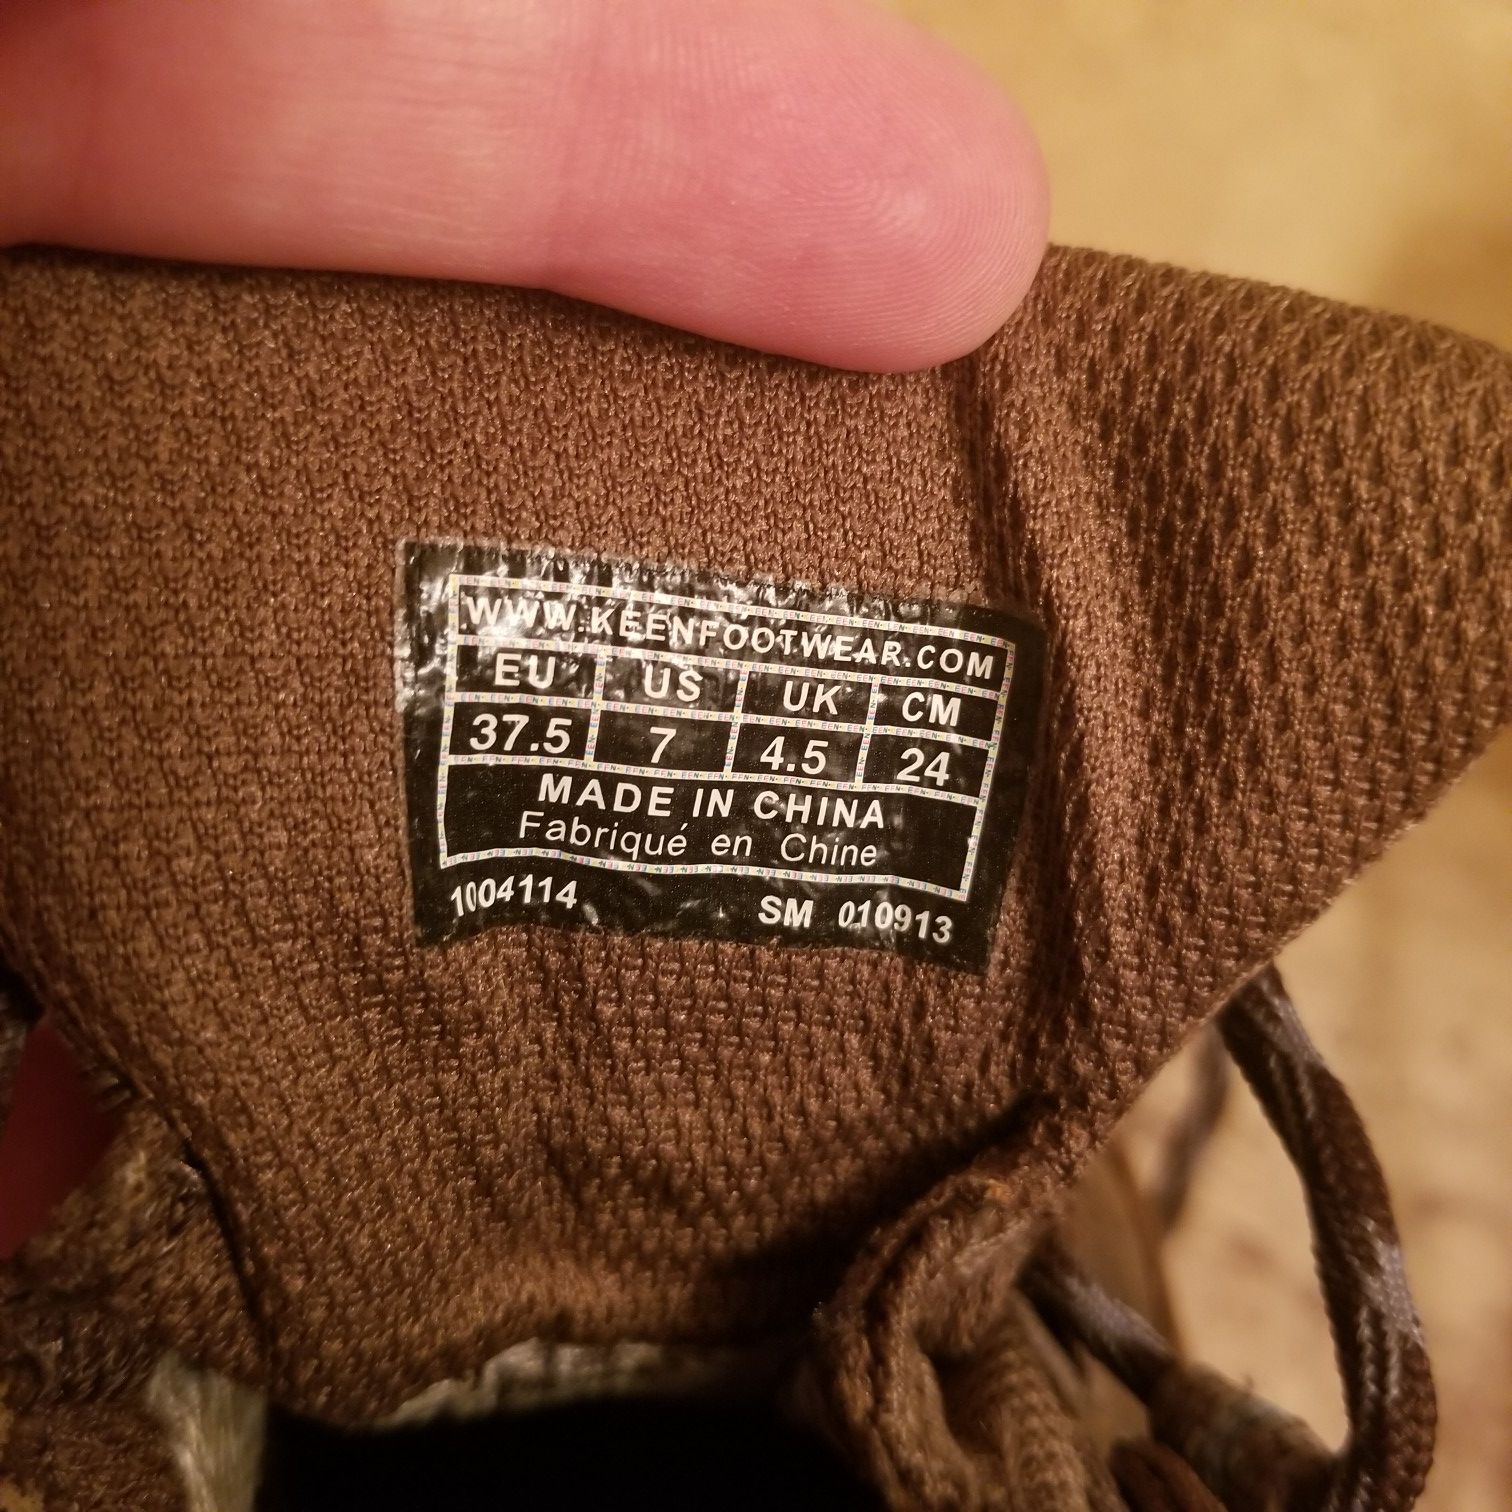 WWW.KEENFOOTWEAR.COM
EU US UK CM
37.5 7 4.5 24
MADE IN CHINA
Fabriqué en Chine
1004114 SM 010913